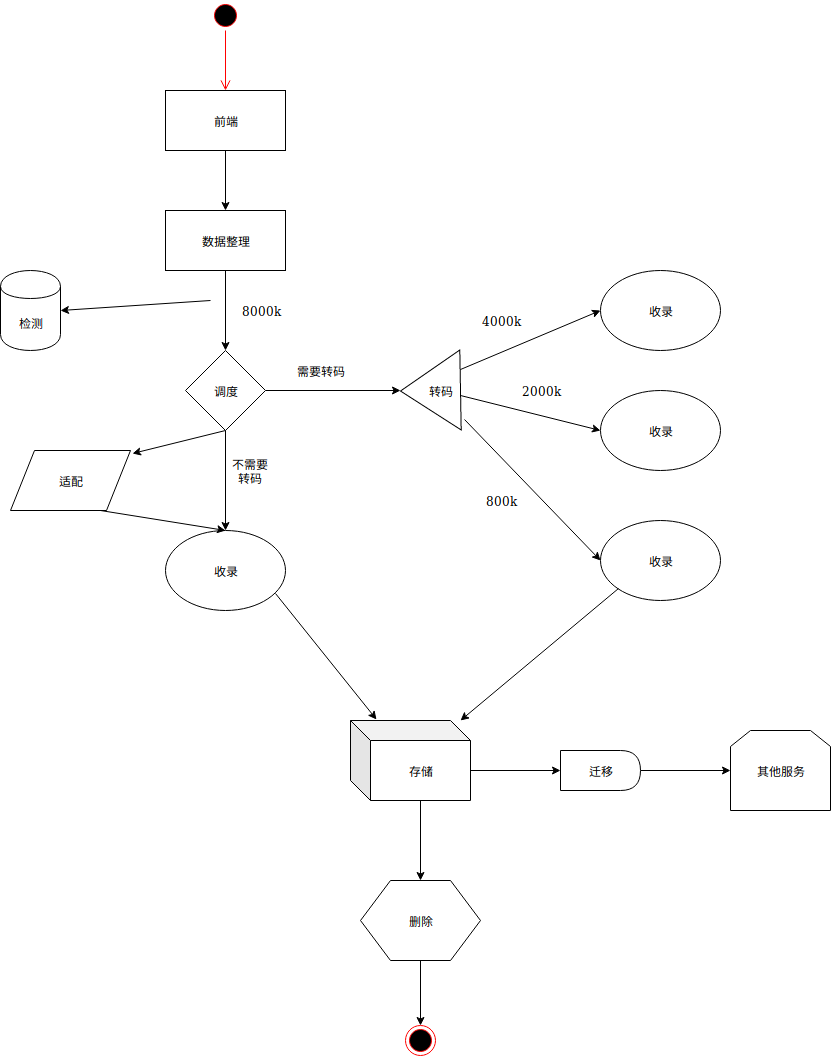 前端
数据整理
8000k
检测
调度
需要转码
转码
4000k
收录
2000k
收录
800k
收录
不需要
转码
适配
收录
存储
迁移
其他服务
删除